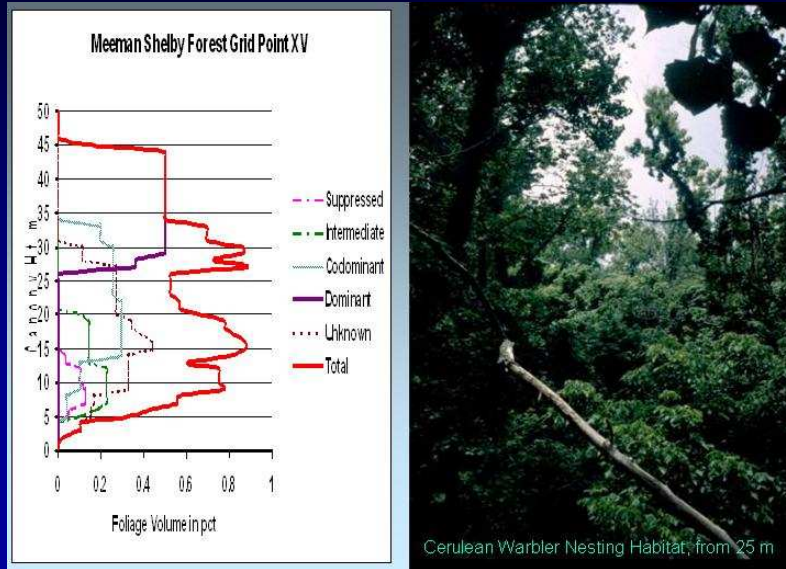 Meeman Shelby Forest Grid Point XV
Canopy Ht m
50
45
40
35
30
25
20
15
10
5
0
0
0.2
0.4
0.6
0.8
1
Foliage Volume in pct
Suppressed
Intermediate
Codominant
Dominant
Unknown
Total
Cerulean Warbler Nesting Habitat, from 25 m